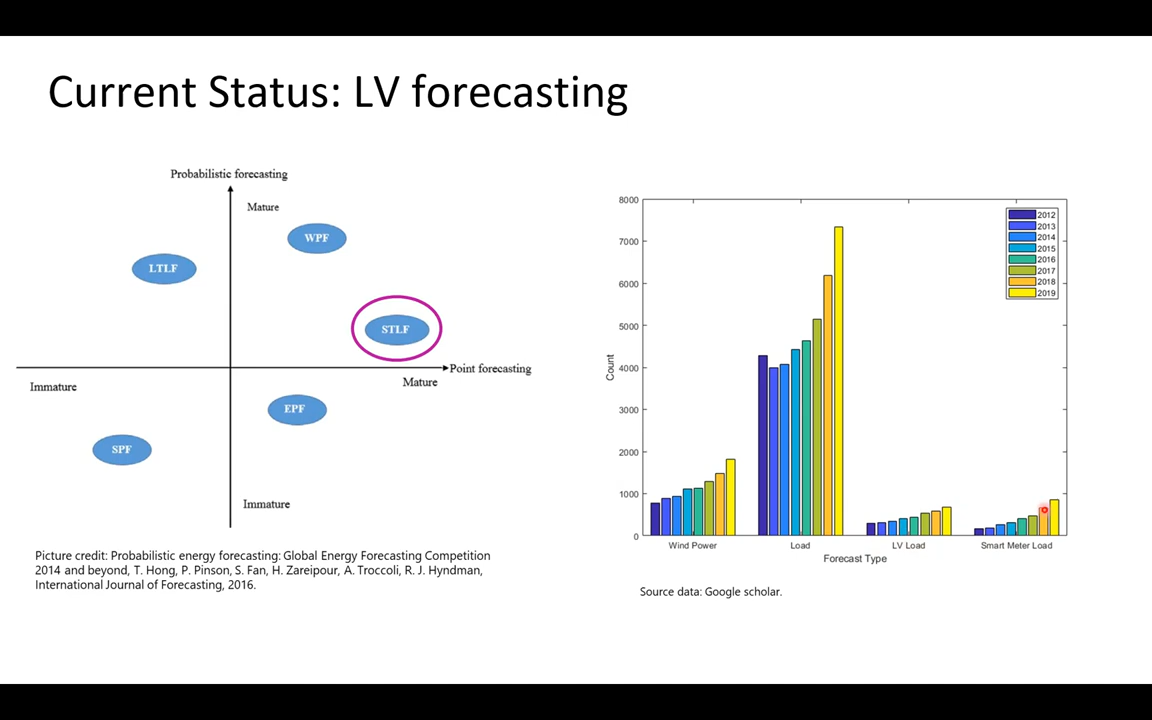 Current Status: LV forecasting
Probabilistic forecasting
Mature
WPF
LTLF
STLF
Point forecasting
Immature
Mature
EPF
SPF
Immature
Picture credit: Probabilistic energy forecasting: Global Energy Forecasting Competition
2014 and beyond, T. Hong, P. Pinson, S. Fan, H. Zareipour, A. Troccoli, R. J. Hyndman,
International Journal of Forecasting, 2016.
8000
7000
6000
5000
4000
3000
2000
1000
0
Count
2012
2013
2014
2015
2016
2017
2018
2019
Wind Power
Load
LV Load
Smart Meter Load
Forecast Type
Source data: Google scholar.